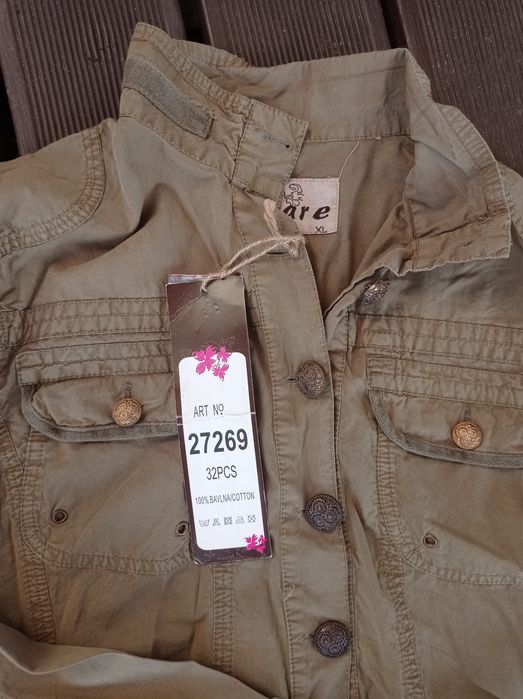 are
XL
ART Nº
27269
32PCS
100% BAVLNA/COTTON